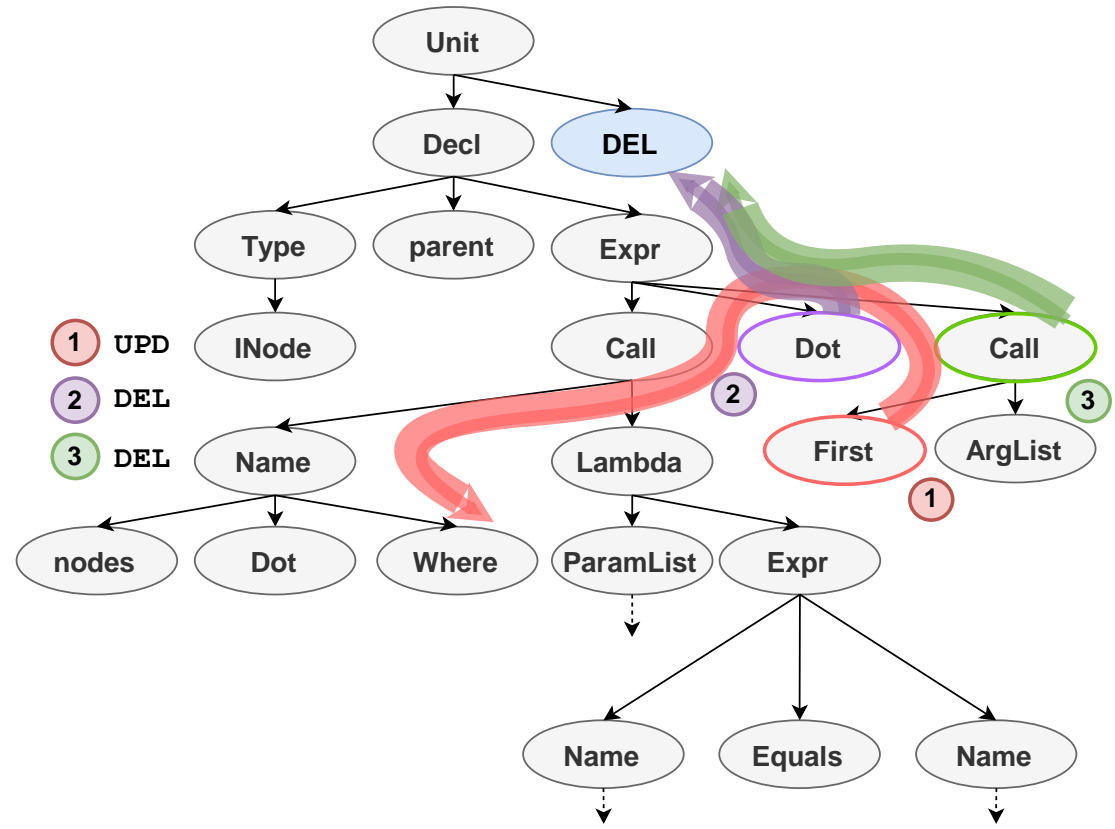 Unit
Decl DEL
Type parent Expr
INode Call Dot Call
1 UPD
2 DEL
3 DEL
2 3
Name Lambda First ArgList
1
nodes Dot Where ParamList Expr
Name Equals Name